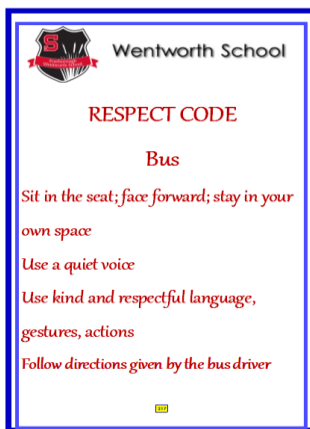 S
Wentworth School
RESPECT CODE
Bus
Sit in the seat; face forward; stay in your
own space
Use a quiet voice
Use kind and respectful language,
gestures, actions
Follow directions given by the bus driver